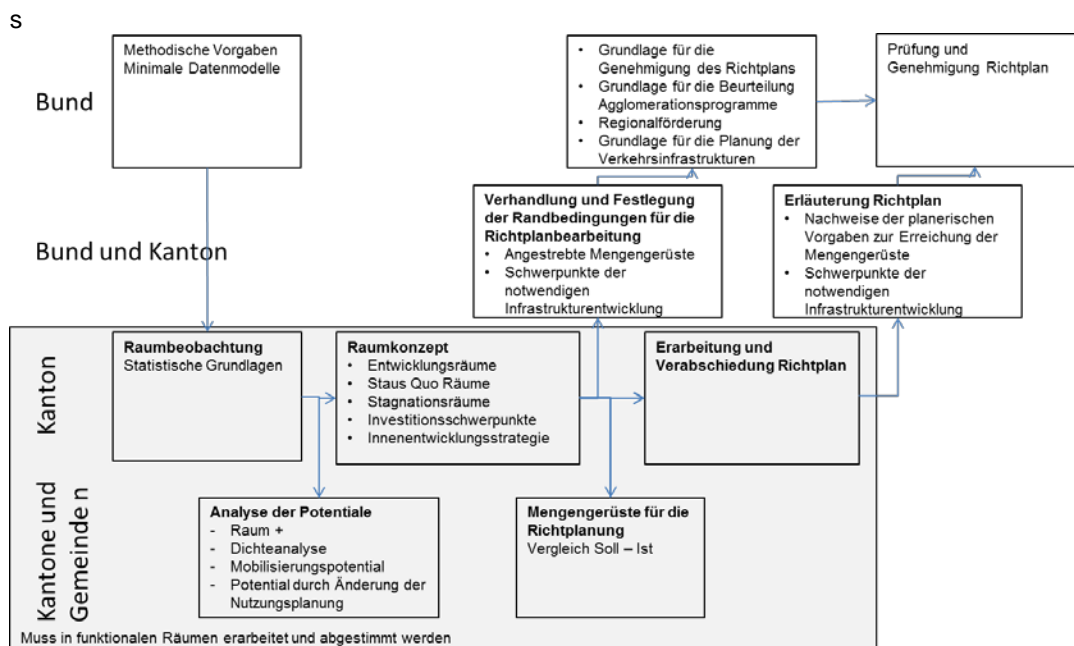 s
Bund
Methodische Vorgaben
Minimale Datenmodelle
• Grundlage für die
Genehmigung des Richtplans
• Grundlage für die Beurteilung
Agglomerationsprogramme
• Regionalförderung
• Grundlage für die Planung der
Verkehrsinfrastrukturen
Prüfung und
Genehmigung Richtplan
Bund und Kanton
Verhandlung und Festlegung
der Randbedingungen für die
Richtplanbearbeitung
• Angestrebte Mengengerüste
• Schwerpunkte der
notwendigen
Infrastrukturentwicklung
Erläuterung Richtplan
• Nachweise der planerischen
Vorgaben zur Erreichung der
Mengengerüste
• Schwerpunkte der
notwendigen
Infrastrukturentwicklung
Kanton
Raumbeobachtung
Statistische Grundlagen
Raumkonzept
• Entwicklungsräume
• Staus Quo Räume
• Stagnationsräume
• Investitionsschwerpunkte
• Innenentwicklungsstrategie
Erarbeitung und
Verabschiedung Richtplan
Kantone und
Gemeinden
Analyse der Potentiale
- Raum +
- Dichteanalyse
- Mobilisierungspotential
- Potential durch Änderung der
Nutzungsplanung
Mengengerüste für die
Richtplanung
Vergleich Soll – Ist
Muss in funktionalen Räumen erarbeitet und abgestimmt werden